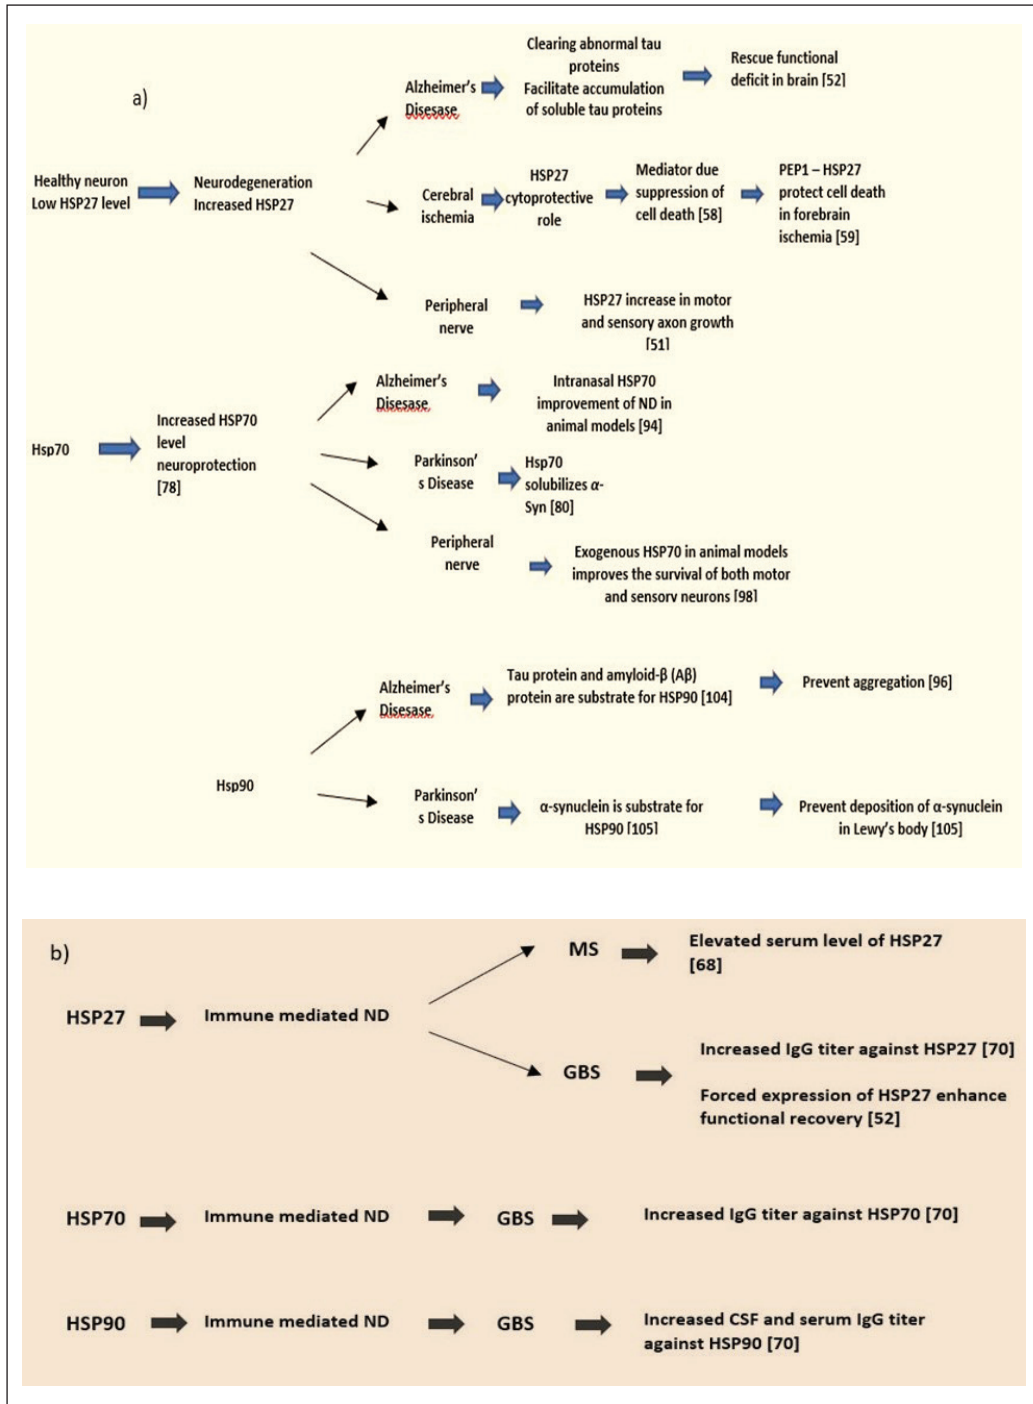 a)
Healthy neuron
Low HSP27 level
Neurodegeneration
Increased HSP27
Alzheimer's
Disesase
Clearing abnormal tau
proteins
Facilitate accumulation
of soluble tau proteins
Rescue functional
deficit in brain [52]
Cerebral
ischemia
HSP27
cytoprotective
role
Mediator due
suppression of
cell death [58]
PEP1 – HSP27
protect cell death
in forebrain
ischemia [59]
Peripheral
nerve
HSP27 increase in motor
and sensory axon growth
[51]
Hsp70
Increased HSP70
level
neuroprotection
[78]
Alzheimer's
Disesase
Intranasal HSP70
improvement of ND in
animal models [94]
Parkinson'
s Disease
Hsp70
solubilizes α-
Syn [80]
Peripheral
nerve
Exogenous HSP70 in animal models
improves the survival of both motor
and sensory neurons [98]
Hsp90
Alzheimer's
Disesase
Tau protein and amyloid-β (Aβ)
protein are substrate for HSP90 [104]
Prevent aggregation [96]
Parkinson'
s Disease
α-synuclein is substrate for
HSP90 [105]
Prevent deposition of α-synuclein
in Lewy's body [105]
b)
HSP27
Immune mediated ND
MS
Elevated serum level of HSP27
[68]
GBS
Increased IgG titer against HSP27 [70]
Forced expression of HSP27 enhance
functional recovery [52]
HSP70
Immune mediated ND
GBS
Increased IgG titer against HSP70 [70]
HSP90
Immune mediated ND
GBS
Increased CSF and serum IgG titer
against HSP90 [70]